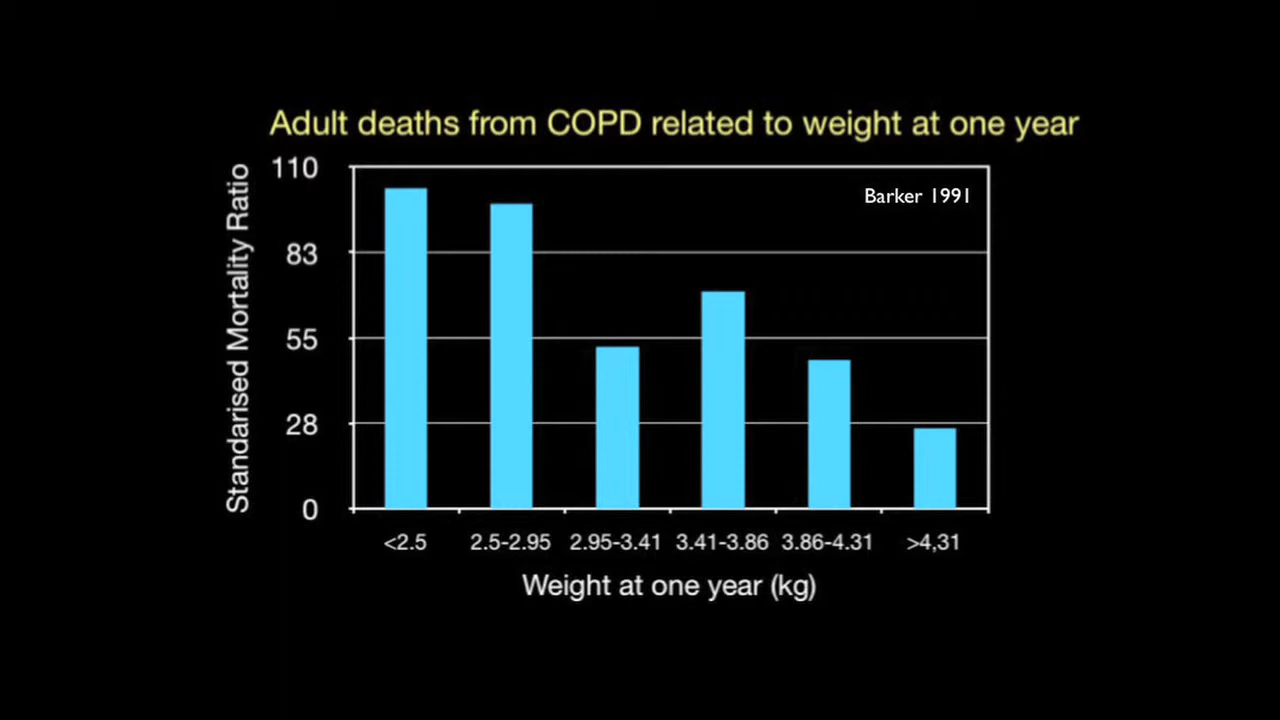 Adult deaths from COPD related to weight at one year
Barker 1991
Standarised Mortality Ratio
110
83
55
28
0
<2.5
2.5-2.95
2.95-3.41
3.41-3.86
3.86-4.31
>4,31
Weight at one year (kg)